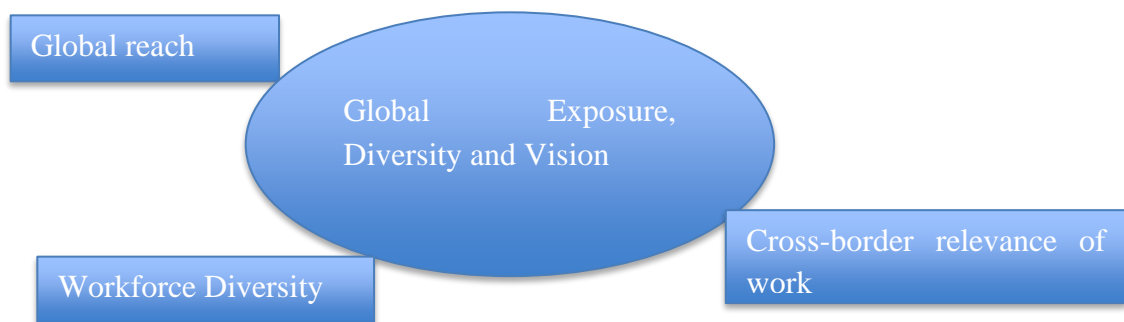 Global reach
Global Exposure,
Diversity and Vision
Cross-border relevance of
work
Workforce Diversity